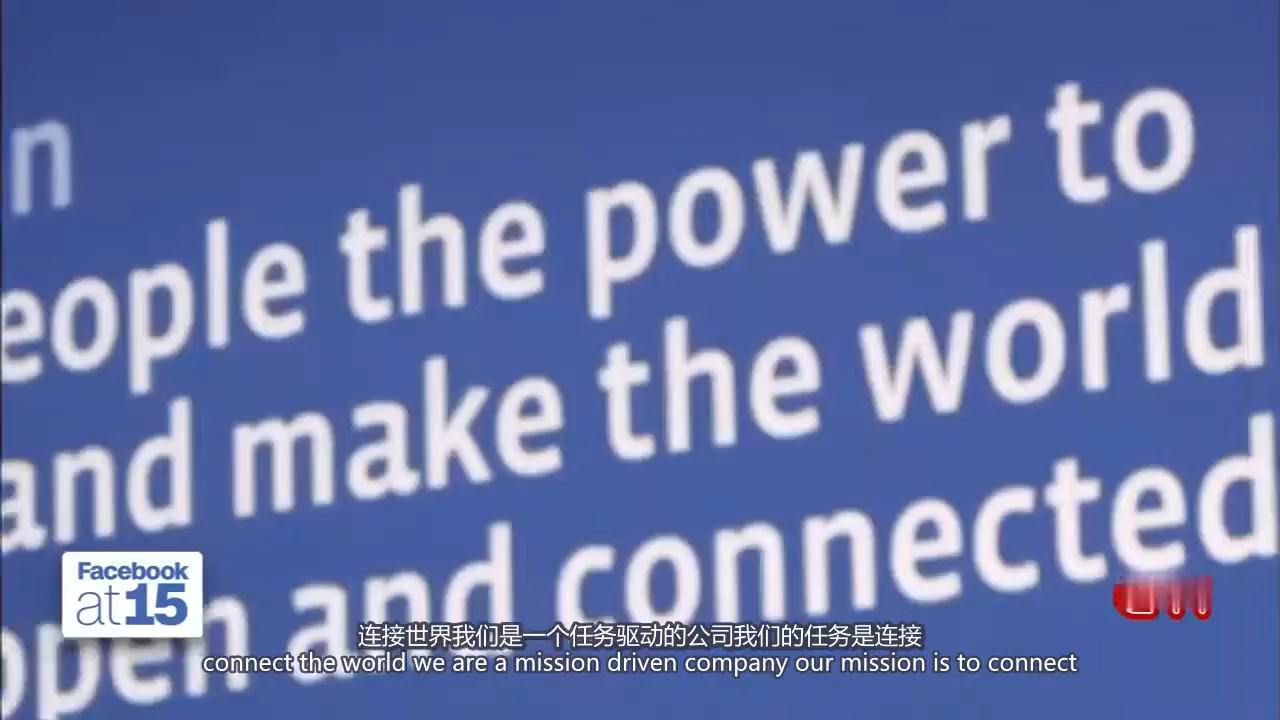 n
eople the power to
and make the world
open and connected
Facebook
at15
CNN
连接世界我们是一个任务驱动的公司我们的任务是连接
connect the world we are a mission driven company our mission is to connect